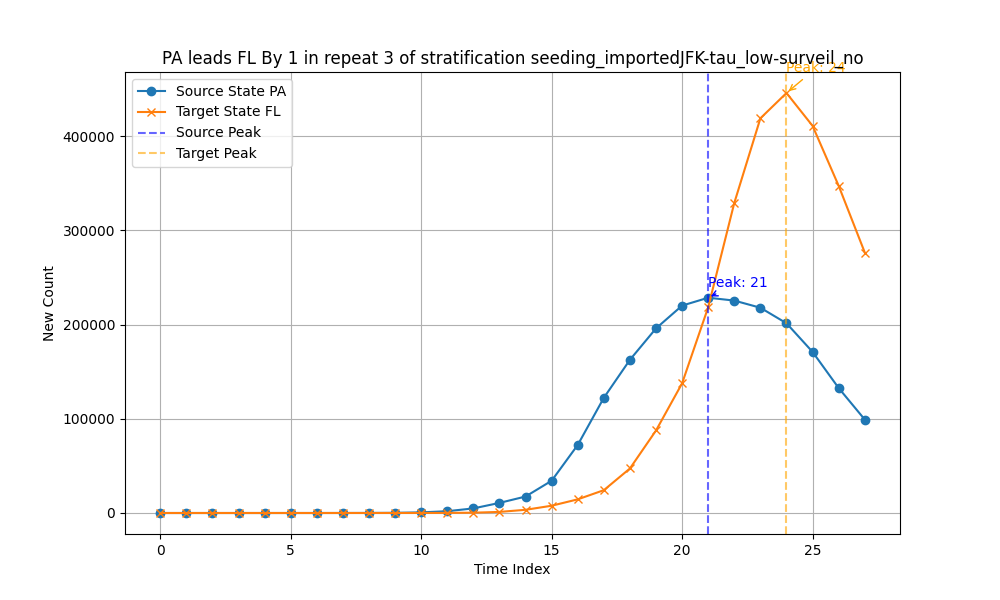 PA leads FL By 1 in repeat 3 of stratification seeding_importedJFK-tau_low-surveil_no
Peak: 24
Source State PA
Target State FL
Source Peak
Target Peak
400000
300000
Peak: 21
200000
100000
0
New Count
0 5 10 15 20 25
Time Index